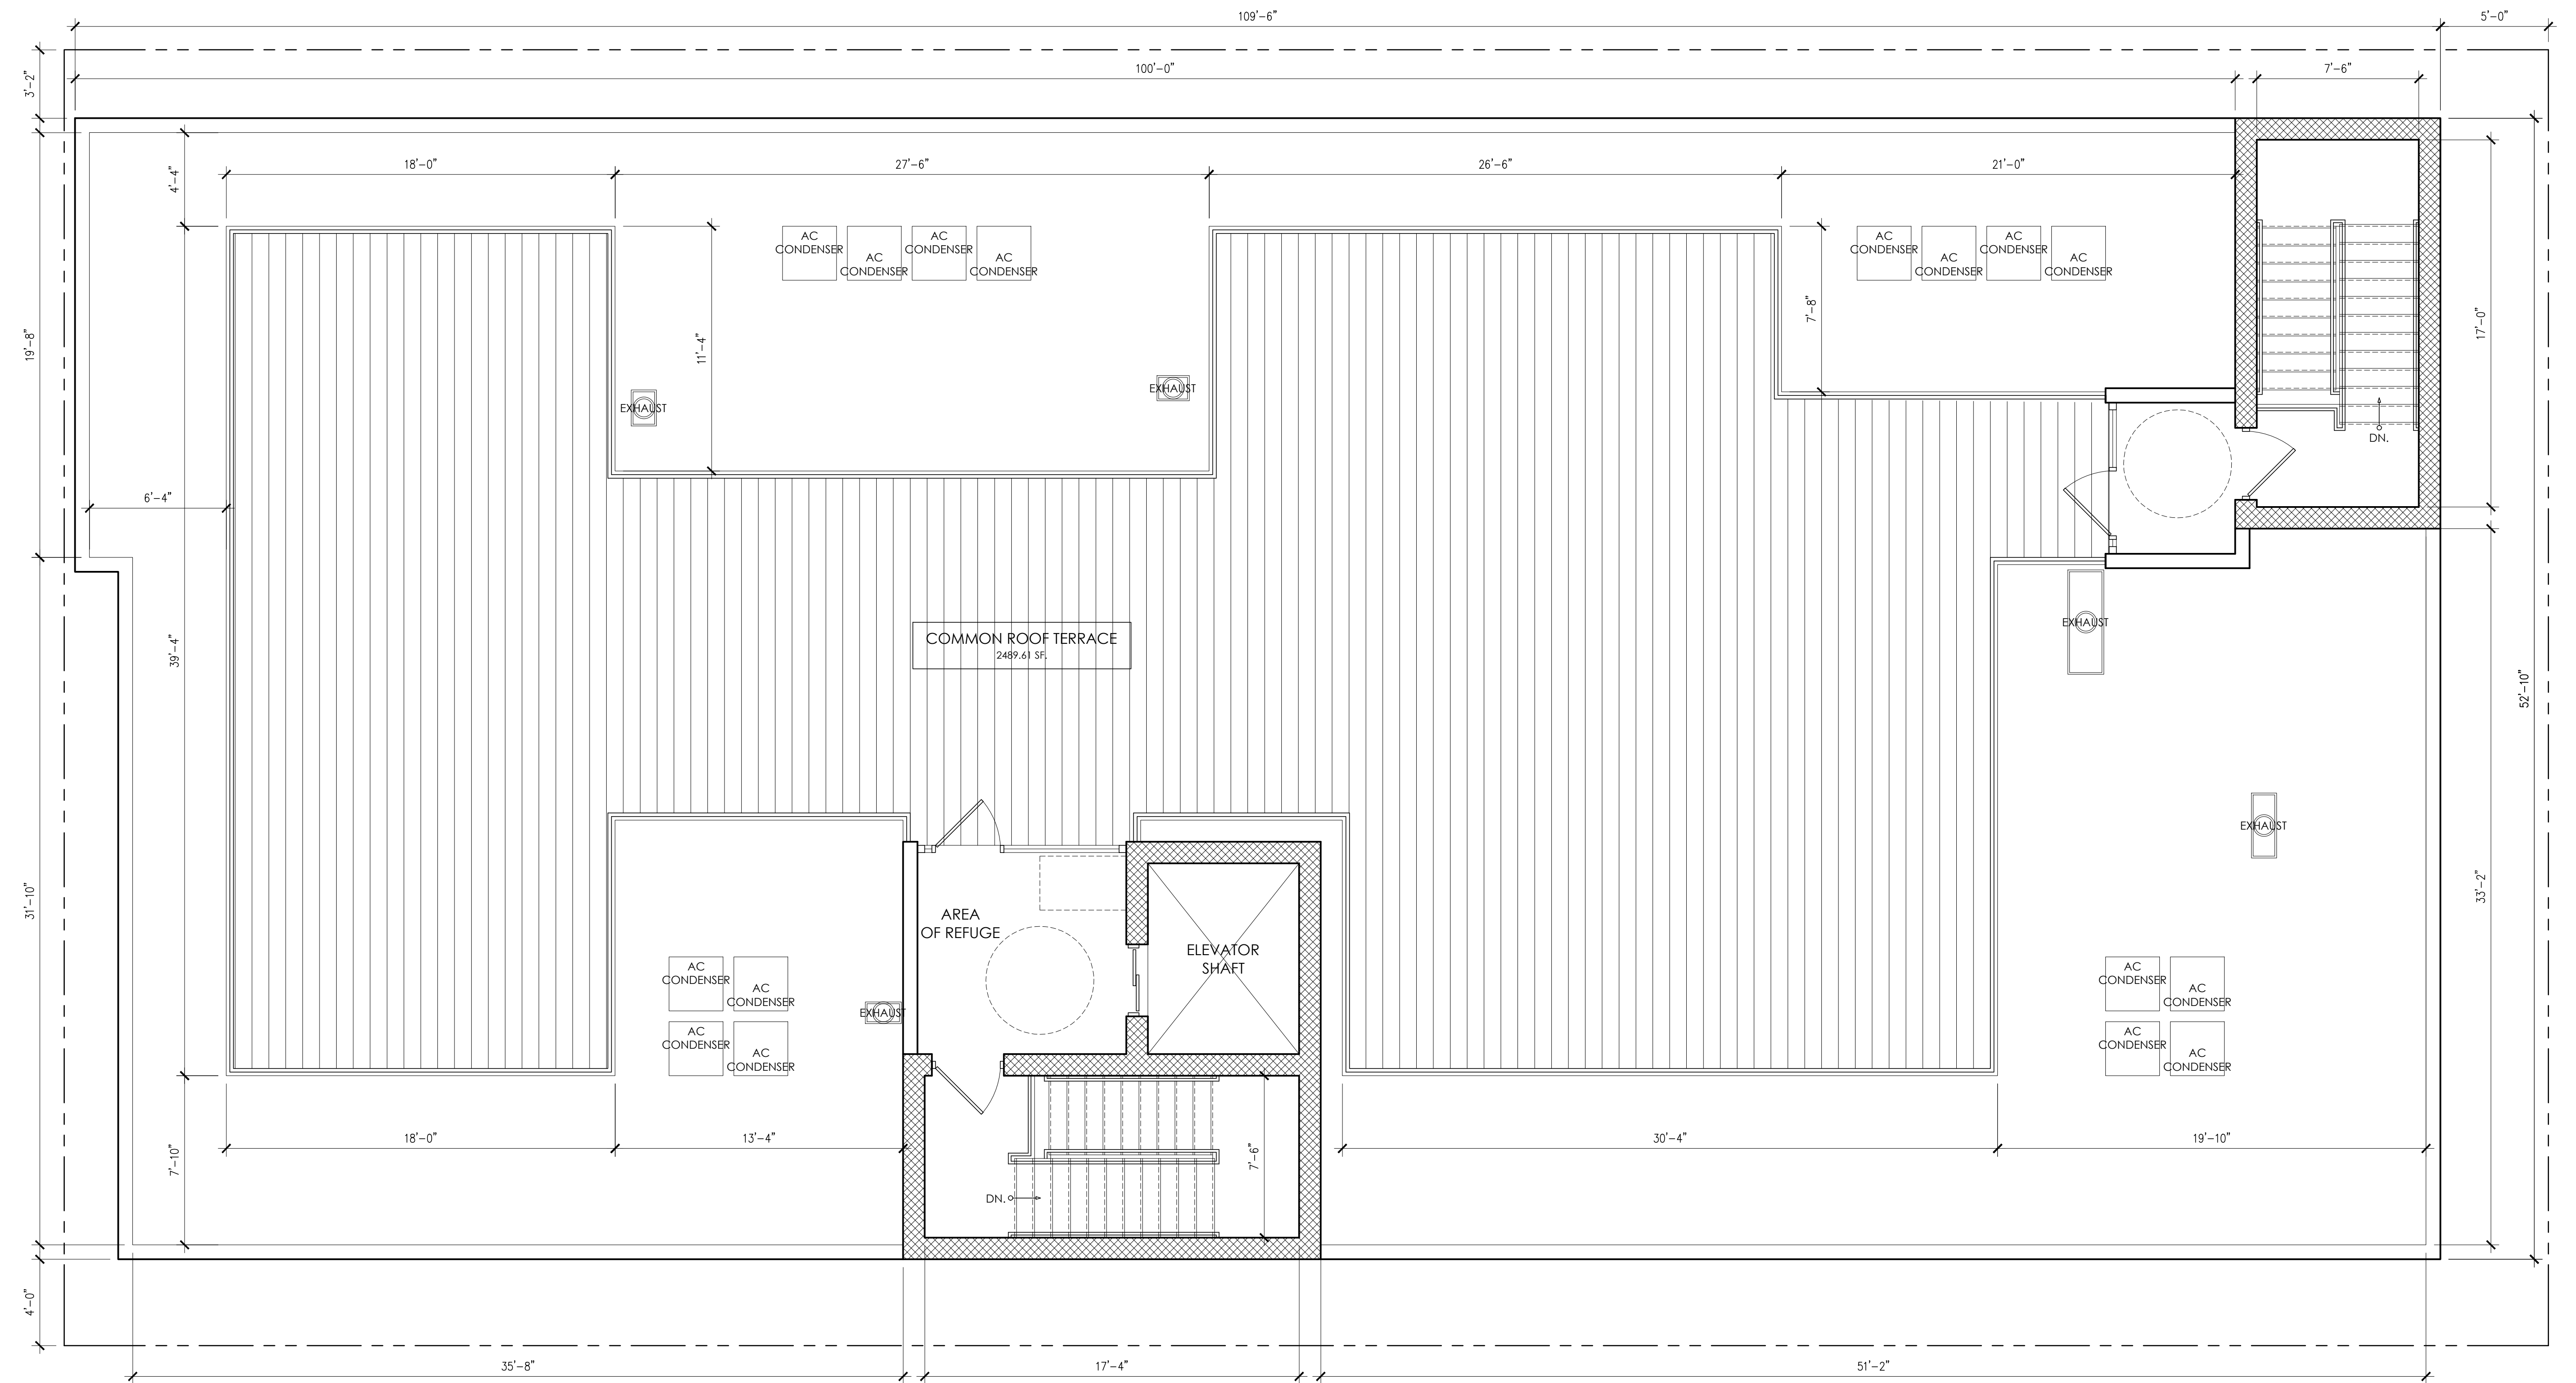 109'-6"
5'-0"
3'-2"
100'-0"
7'-6"
4'-4"
18'-0"
27'-6"
26'-6"
21'-0"
AC
CONDENSER
AC
CONDENSER
AC
CONDENSER
AC
CONDENSER
AC
CONDENSER
AC
CONDENSER
AC
CONDENSER
AC
CONDENSER
19'-8"
11'-4"
7'-8"
17'-0"
EXHAUST
EXHAUST
DN.
6'-4"
39'-4"
COMMON ROOF TERRACE
2489.61 SF.
EXHAUST
52'-10"
EXHAUST
31'-10"
33'-2"
AREA
OF REFUGE
ELEVATOR
SHAFT
AC
CONDENSER
AC
CONDENSER
AC
CONDENSER
AC
CONDENSER
EXHAUST
AC
CONDENSER
AC
CONDENSER
AC
CONDENSER
AC
CONDENSER
7'-10"
18'-0"
13'-4"
7'-6"
30'-4"
19'-10"
DN.
4'-0"
35'-8"
17'-4"
51'-2"